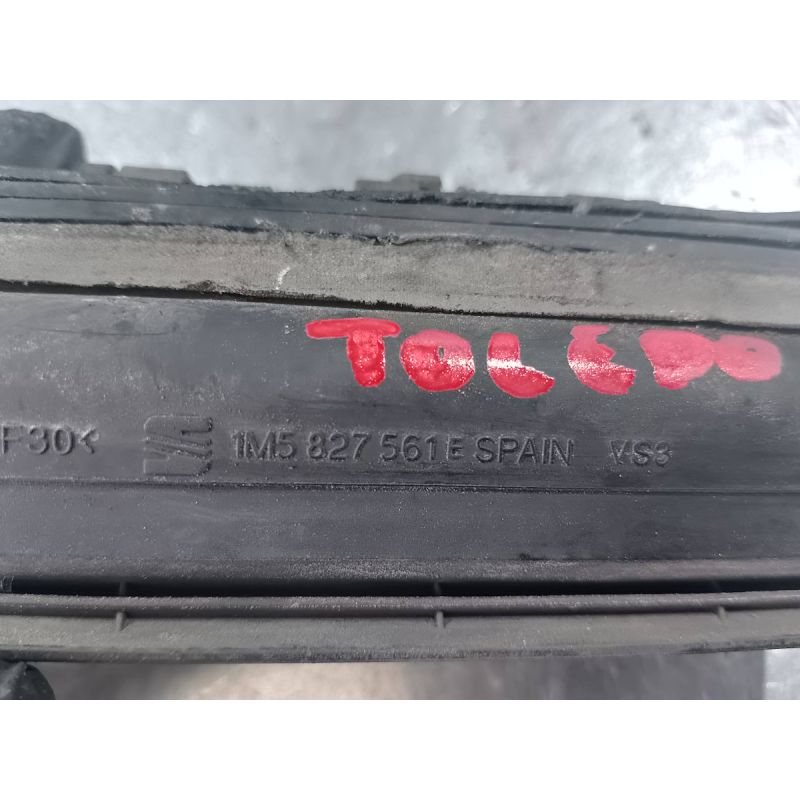 TOLEDO
F30< 1M5 827 561 E SPAIN VS3